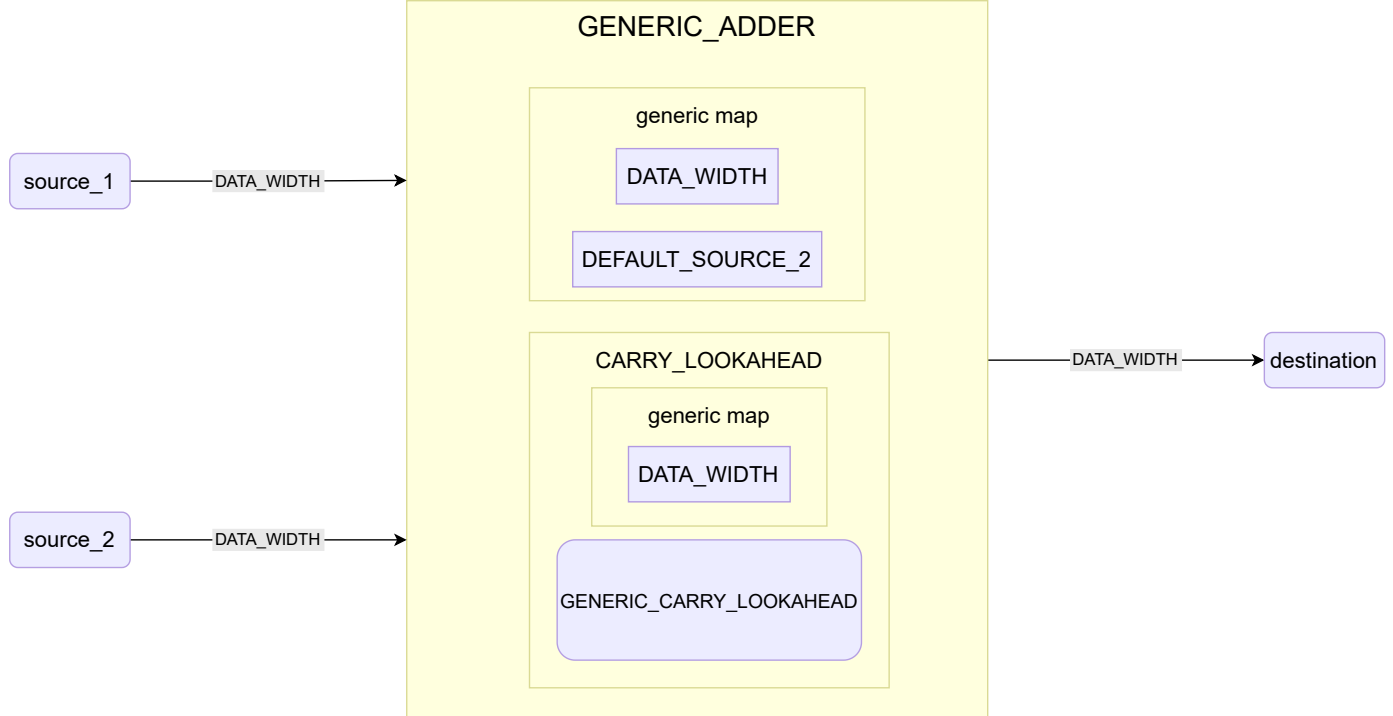 GENERIC_ADDER
generic map
DATA_WIDTH
DEFAULT_SOURCE_2
source_1
DATA_WIDTH
CARRY_LOOKAHEAD
generic map
DATA_WIDTH
GENERIC_CARRY_LOOKAHEAD
source_2
DATA_WIDTH
DATA_WIDTH
destination